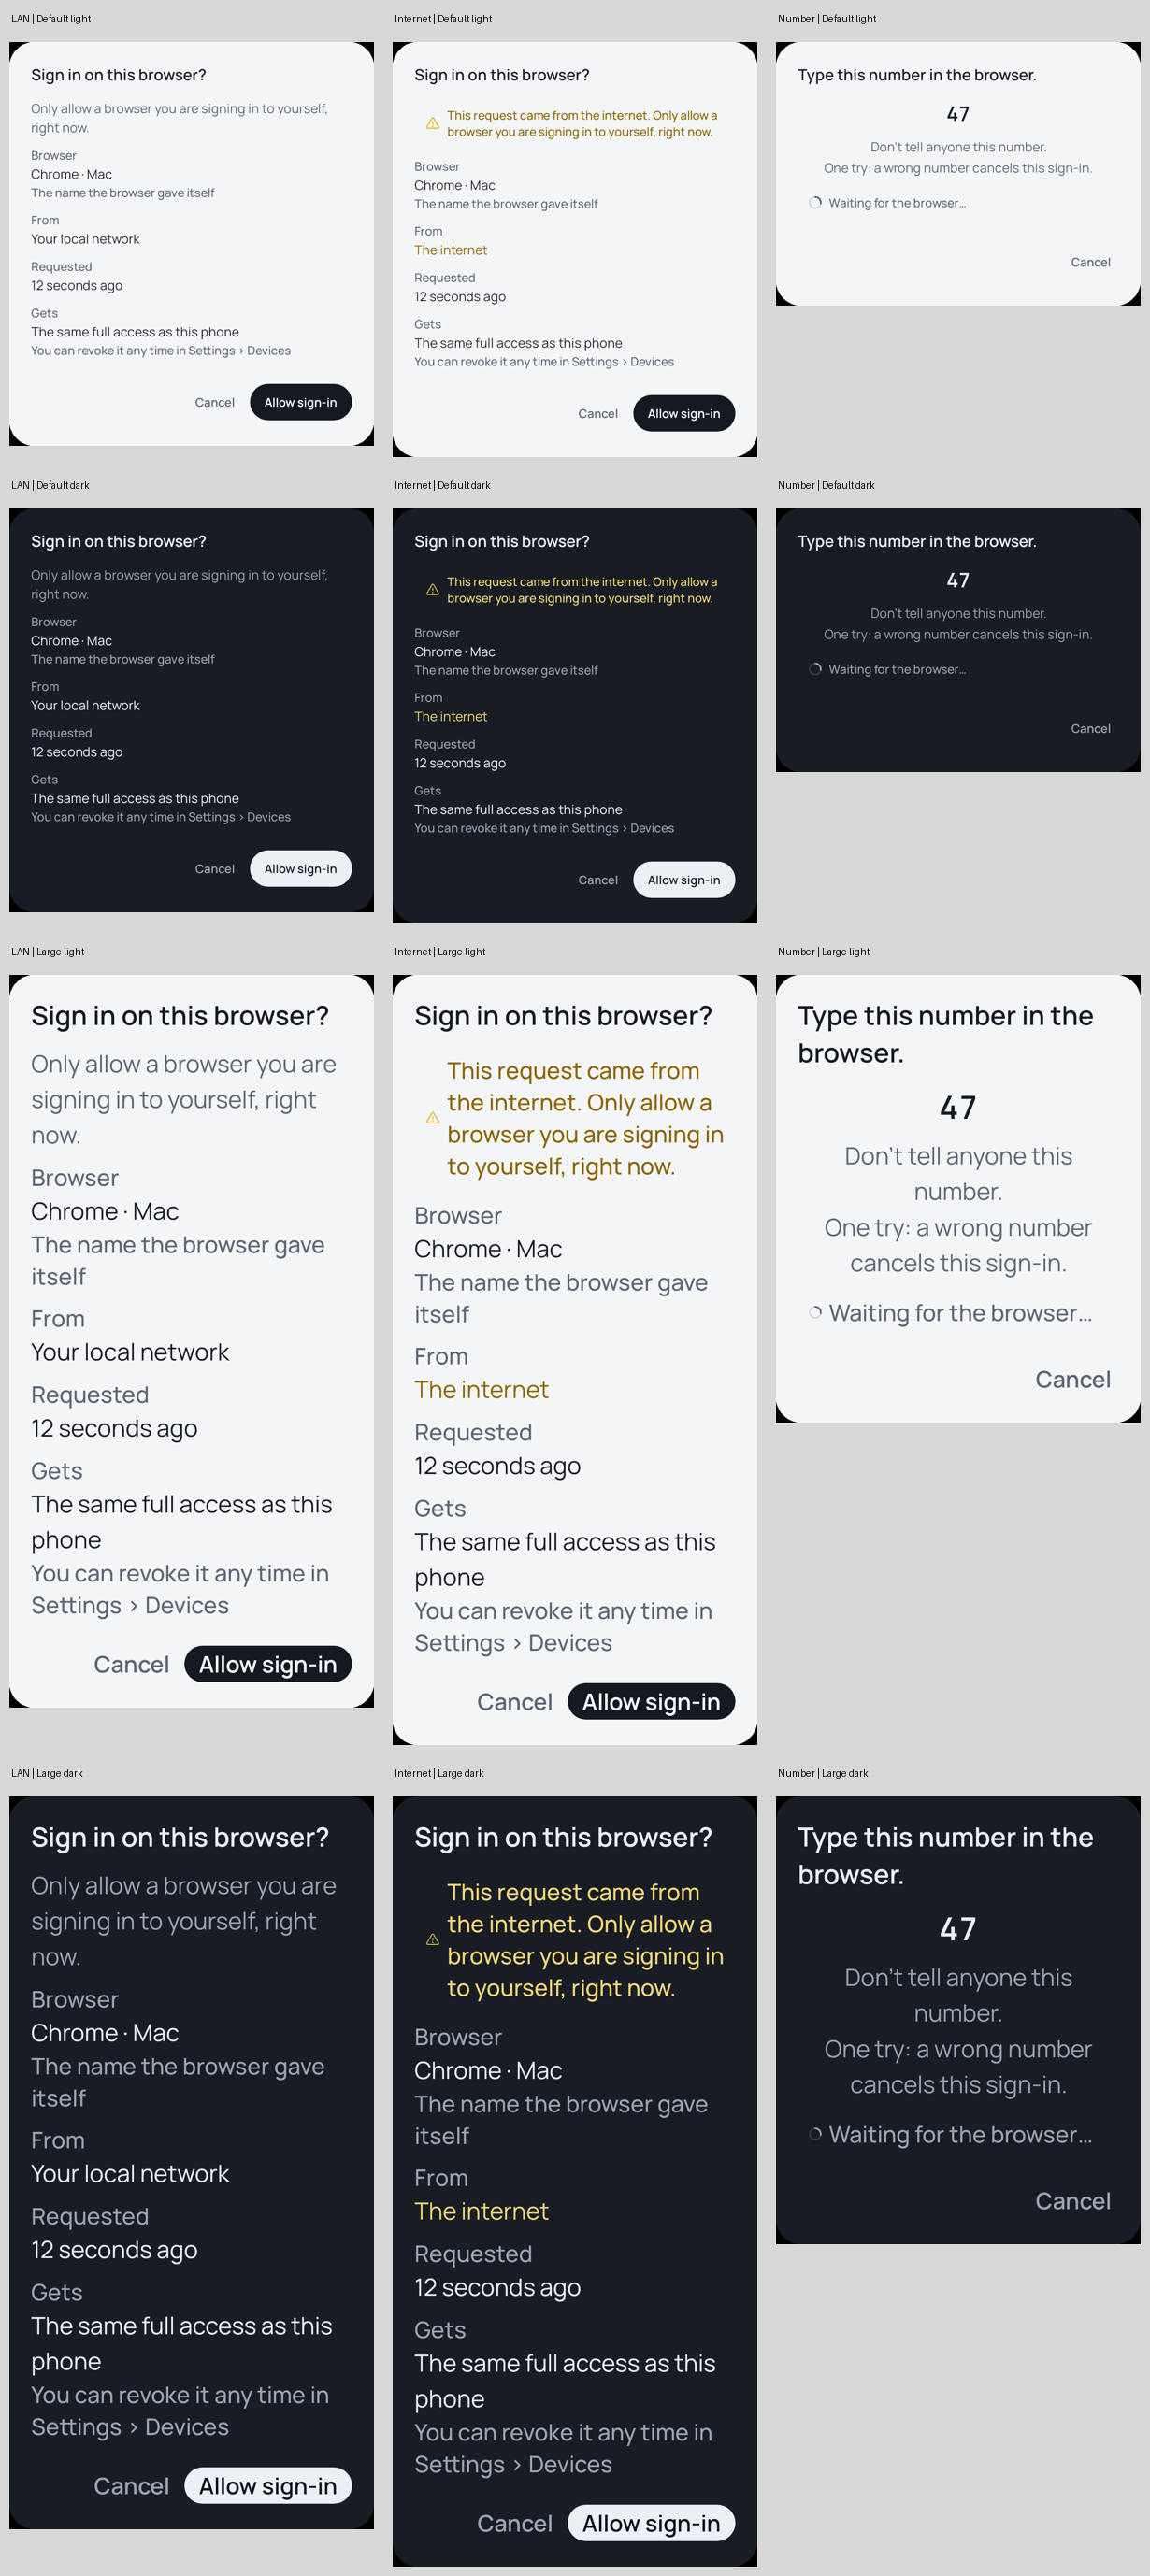 LAN | Default light
Sign in on this browser?
Only allow a browser you are signing in to yourself,
right now.
Browser
Chrome · Mac
The name the browser gave itself
From
Your local network
Requested
12 seconds ago
Gets
The same full access as this phone
You can revoke it any time in Settings > Devices
Cancel
Allow sign-in
Internet | Default light
Sign in on this browser?
This request came from the internet. Only allow a
browser you are signing in to yourself, right now.
Browser
Chrome · Mac
The name the browser gave itself
From
The internet
Requested
12 seconds ago
Gets
The same full access as this phone
You can revoke it any time in Settings > Devices
Cancel
Allow sign-in
Number | Default light
Type this number in the browser.
47
Don't tell anyone this number.
One try: a wrong number cancels this sign-in.
Waiting for the browser…
Cancel
LAN | Default dark
Sign in on this browser?
Only allow a browser you are signing in to yourself,
right now.
Browser
Chrome · Mac
The name the browser gave itself
From
Your local network
Requested
12 seconds ago
Gets
The same full access as this phone
You can revoke it any time in Settings > Devices
Cancel
Allow sign-in
Internet | Default dark
Sign in on this browser?
This request came from the internet. Only allow a
browser you are signing in to yourself, right now.
Browser
Chrome · Mac
The name the browser gave itself
From
The internet
Requested
12 seconds ago
Gets
The same full access as this phone
You can revoke it any time in Settings > Devices
Cancel
Allow sign-in
Number | Default dark
Type this number in the browser.
47
Don't tell anyone this number.
One try: a wrong number cancels this sign-in.
Waiting for the browser…
Cancel
LAN | Large light
Sign in on this browser?
Only allow a browser you are
signing in to yourself, right
now.
Browser
Chrome · Mac
The name the browser gave
itself
From
Your local network
Requested
12 seconds ago
Gets
The same full access as this
phone
You can revoke it any time in
Settings > Devices
Cancel
Allow sign-in
Internet | Large light
Sign in on this browser?
This request came from
the internet. Only allow a
browser you are signing in
to yourself, right now.
Browser
Chrome · Mac
The name the browser gave
itself
From
The internet
Requested
12 seconds ago
Gets
The same full access as this
phone
You can revoke it any time in
Settings > Devices
Cancel
Allow sign-in
Number | Large light
Type this number in the
browser.
47
Don't tell anyone this
number.
One try: a wrong number
cancels this sign-in.
Waiting for the browser…
Cancel
LAN | Large dark
Sign in on this browser?
Only allow a browser you are
signing in to yourself, right
now.
Browser
Chrome · Mac
The name the browser gave
itself
From
Your local network
Requested
12 seconds ago
Gets
The same full access as this
phone
You can revoke it any time in
Settings > Devices
Cancel
Allow sign-in
Internet | Large dark
Sign in on this browser?
This request came from
the internet. Only allow a
browser you are signing in
to yourself, right now.
Browser
Chrome · Mac
The name the browser gave
itself
From
The internet
Requested
12 seconds ago
Gets
The same full access as this
phone
You can revoke it any time in
Settings > Devices
Cancel
Allow sign-in
Number | Large dark
Type this number in the
browser.
47
Don't tell anyone this
number.
One try: a wrong number
cancels this sign-in.
Waiting for the browser…
Cancel